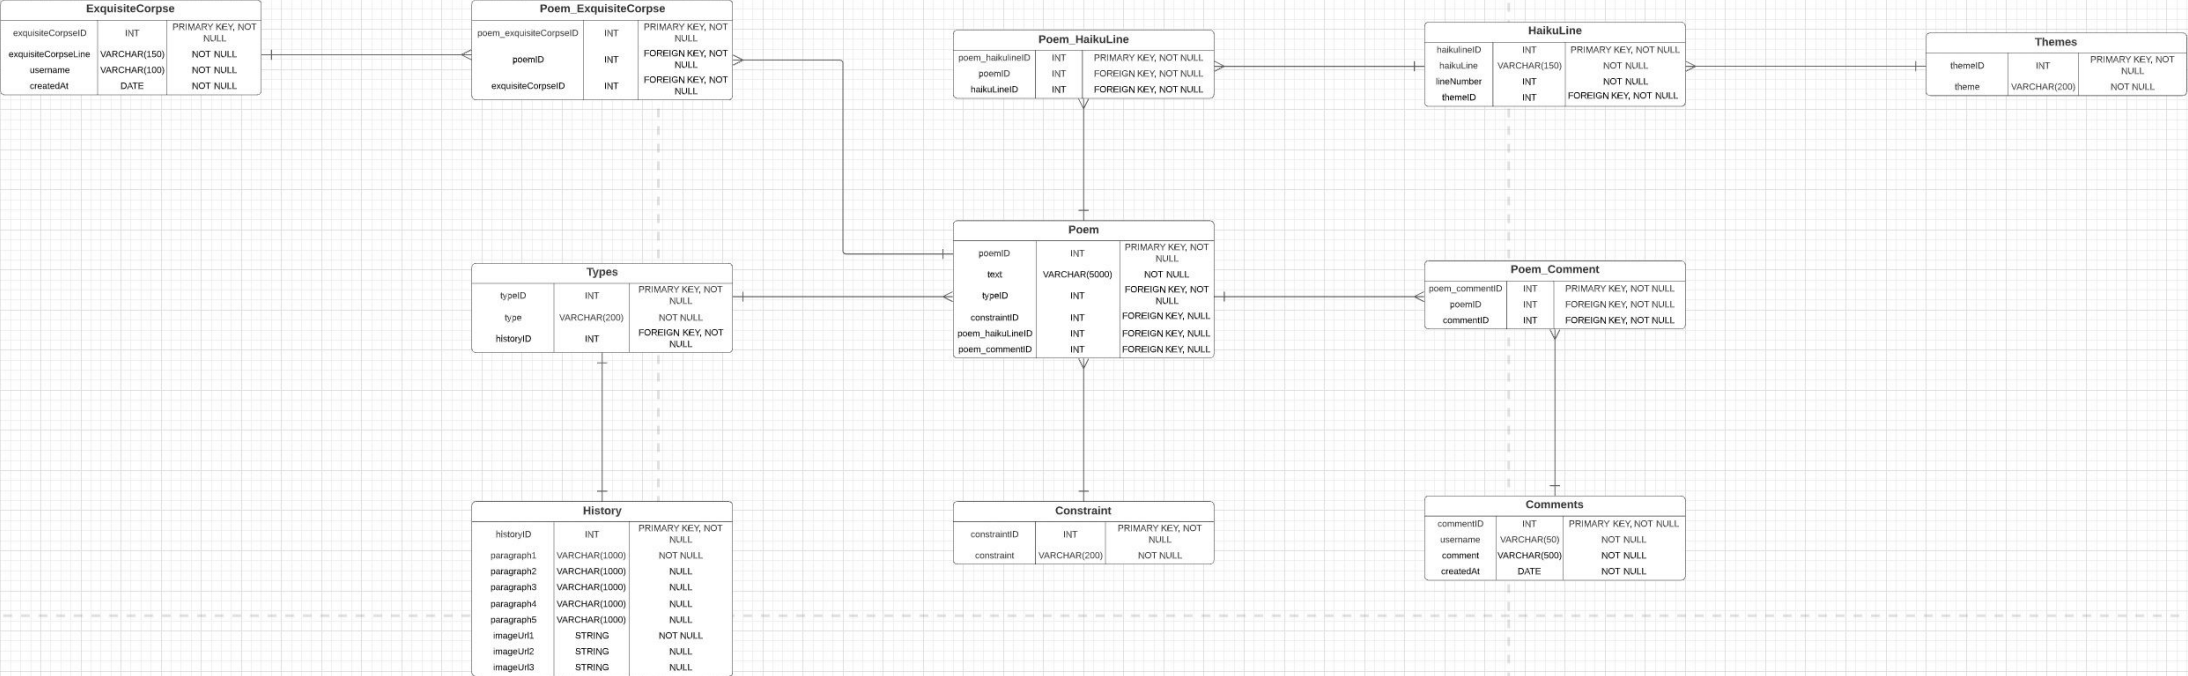 ExquisiteCorpse
exquisiteCorpseID INT PRIMARY KEY, NOT NULL
exquisiteCorpseLine VARCHAR(150) NOT NULL
username VARCHAR(100) NOT NULL
createdAt DATE NOT NULL
Poem_ExquisiteCorpse
poem_exquisiteCorpseID INT PRIMARY KEY, NOT NULL
poemID INT FOREIGN KEY, NOT NULL
exquisiteCorpseID INT FOREIGN KEY, NOT NULL
Poem_HaikuLine
poem_haikulineID INT PRIMARY KEY, NOT NULL
poemID INT FOREIGN KEY, NOT NULL
haikuLineID INT FOREIGN KEY, NOT NULL
HaikuLine
haikulineID INT PRIMARY KEY, NOT NULL
haikuLine VARCHAR(150) NOT NULL
lineNumber INT NOT NULL
themeID INT FOREIGN KEY, NOT NULL
Themes
themeID INT PRIMARY KEY, NOT NULL
theme VARCHAR(200) NOT NULL
Types
typeID INT PRIMARY KEY, NOT NULL
type VARCHAR(200) NOT NULL
historyID INT FOREIGN KEY, NOT NULL
Poem
poemID INT PRIMARY KEY, NOT NULL
text VARCHAR(5000) NOT NULL
typeID INT FOREIGN KEY, NOT NULL
constraintID INT FOREIGN KEY, NULL
poem_haikuLineID INT FOREIGN KEY, NULL
poem_commentID INT FOREIGN KEY, NULL
Poem_Comment
poem_commentID INT PRIMARY KEY, NOT NULL
poemID INT FOREIGN KEY, NOT NULL
commentID INT FOREIGN KEY, NOT NULL
History
historyID INT PRIMARY KEY, NOT NULL
paragraph1 VARCHAR(1000) NOT NULL
paragraph2 VARCHAR(1000) NULL
paragraph3 VARCHAR(1000) NULL
paragraph4 VARCHAR(1000) NULL
paragraph5 VARCHAR(1000) NULL
imageUrl1 STRING NOT NULL
imageUrl2 STRING NULL
imageUrl3 STRING NULL
Constraint
constraintID INT PRIMARY KEY, NOT NULL
constraint VARCHAR(200) NOT NULL
Comments
commentID INT PRIMARY KEY, NOT NULL
username VARCHAR(50) NOT NULL
comment VARCHAR(500) NOT NULL
createdAt DATE NOT NULL